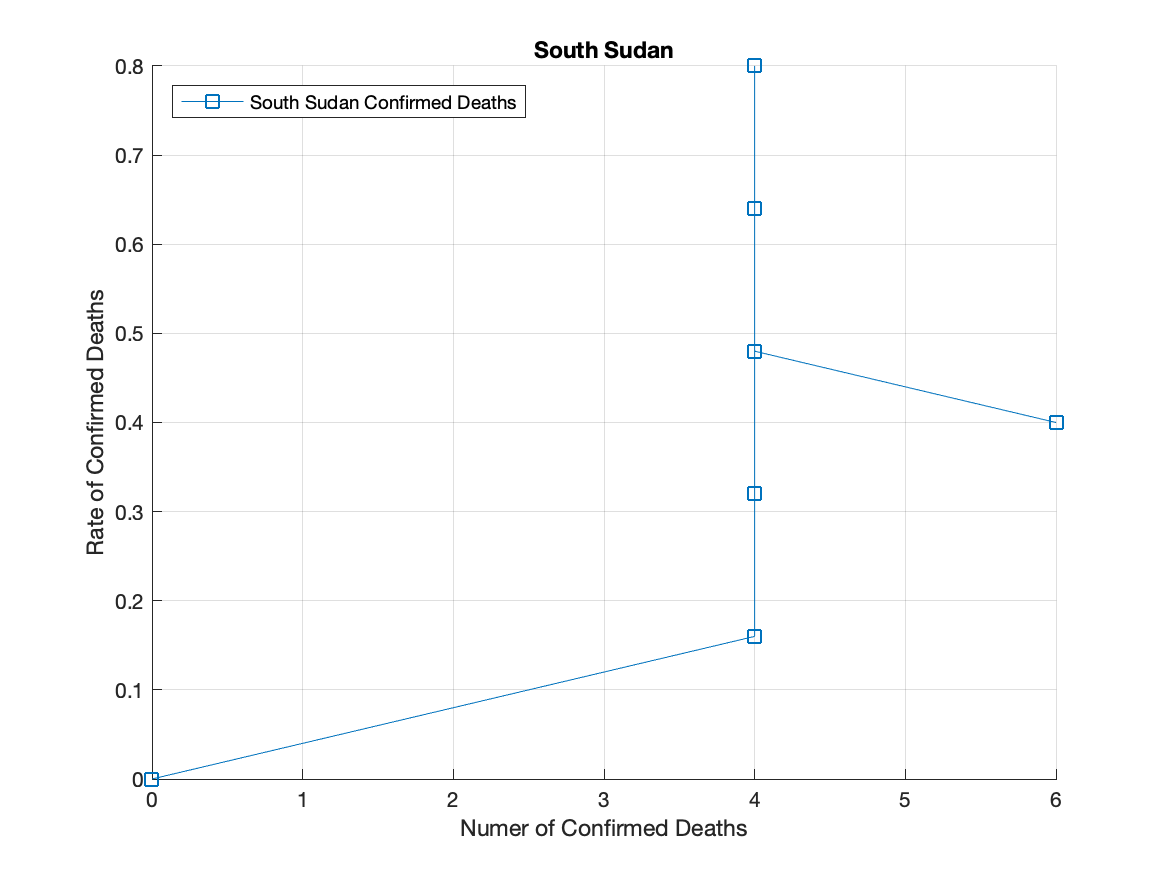 South Sudan
South Sudan Confirmed Deaths
0.8
0.7
0.6
0.5
0.4
0.3
0.2
0.1
0
Rate of Confirmed Deaths
0 1 2 3 4 5 6
Numer of Confirmed Deaths